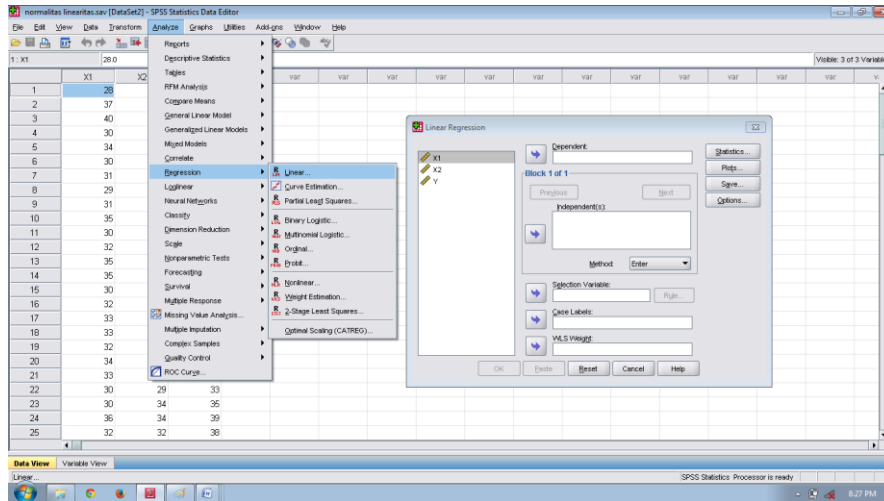 normalitas linearitas.sav [DataSet2] - SPSS Statistics Data Editor
File Edit View Data Transform Analyze Graphs Utilities Add-ons Window Help
1 : X1 28.0 Visible: 3 of 3 Variable
X1 X2 var var var var var var var var var var var var
1 28
2 37
3 40
4 30
5 34
6 30
7 31
8 29
9 31
10 35
11 30
12 32
13 35
14 35
15 30
16 32
17 33
18 33
19 32
20 34
21 33
22 30 29 33
23 30 34 35
24 36 34 39
25 32 32 38
Reports
Descriptive Statistics
Tables
RFM Analysis
Compare Means
General Linear Model
Generalized Linear Models
Mixed Models
Correlate
Regression
Loglinear
Neural Networks
Classify
Dimension Reduction
Scale
Nonparametric Tests
Forecasting
Survival
Multiple Response
Missing Value Analysis...
Multiple Imputation
Complex Samples
Quality Control
ROC Curve...
Linear...
Curve Estimation...
Partial Least Squares...
Binary Logistic...
Multinomial Logistic...
Ordinal...
Probit...
Nonlinear...
Weight Estimation...
2-Stage Least Squares...
Optimal Scaling (CATREG)...
Linear Regression
X1
X2
Y
Dependent:
Block 1 of 1
Previous Next
Independent(s):
Method: Enter
Selection Variable:
Rule...
Case Labels:
WLS Weight:
Statistics...
Plots...
Save...
Options...
OK Paste Reset Cancel Help
Data View Variable View
Linear... SPSS Statistics Processor is ready
8:27 PM